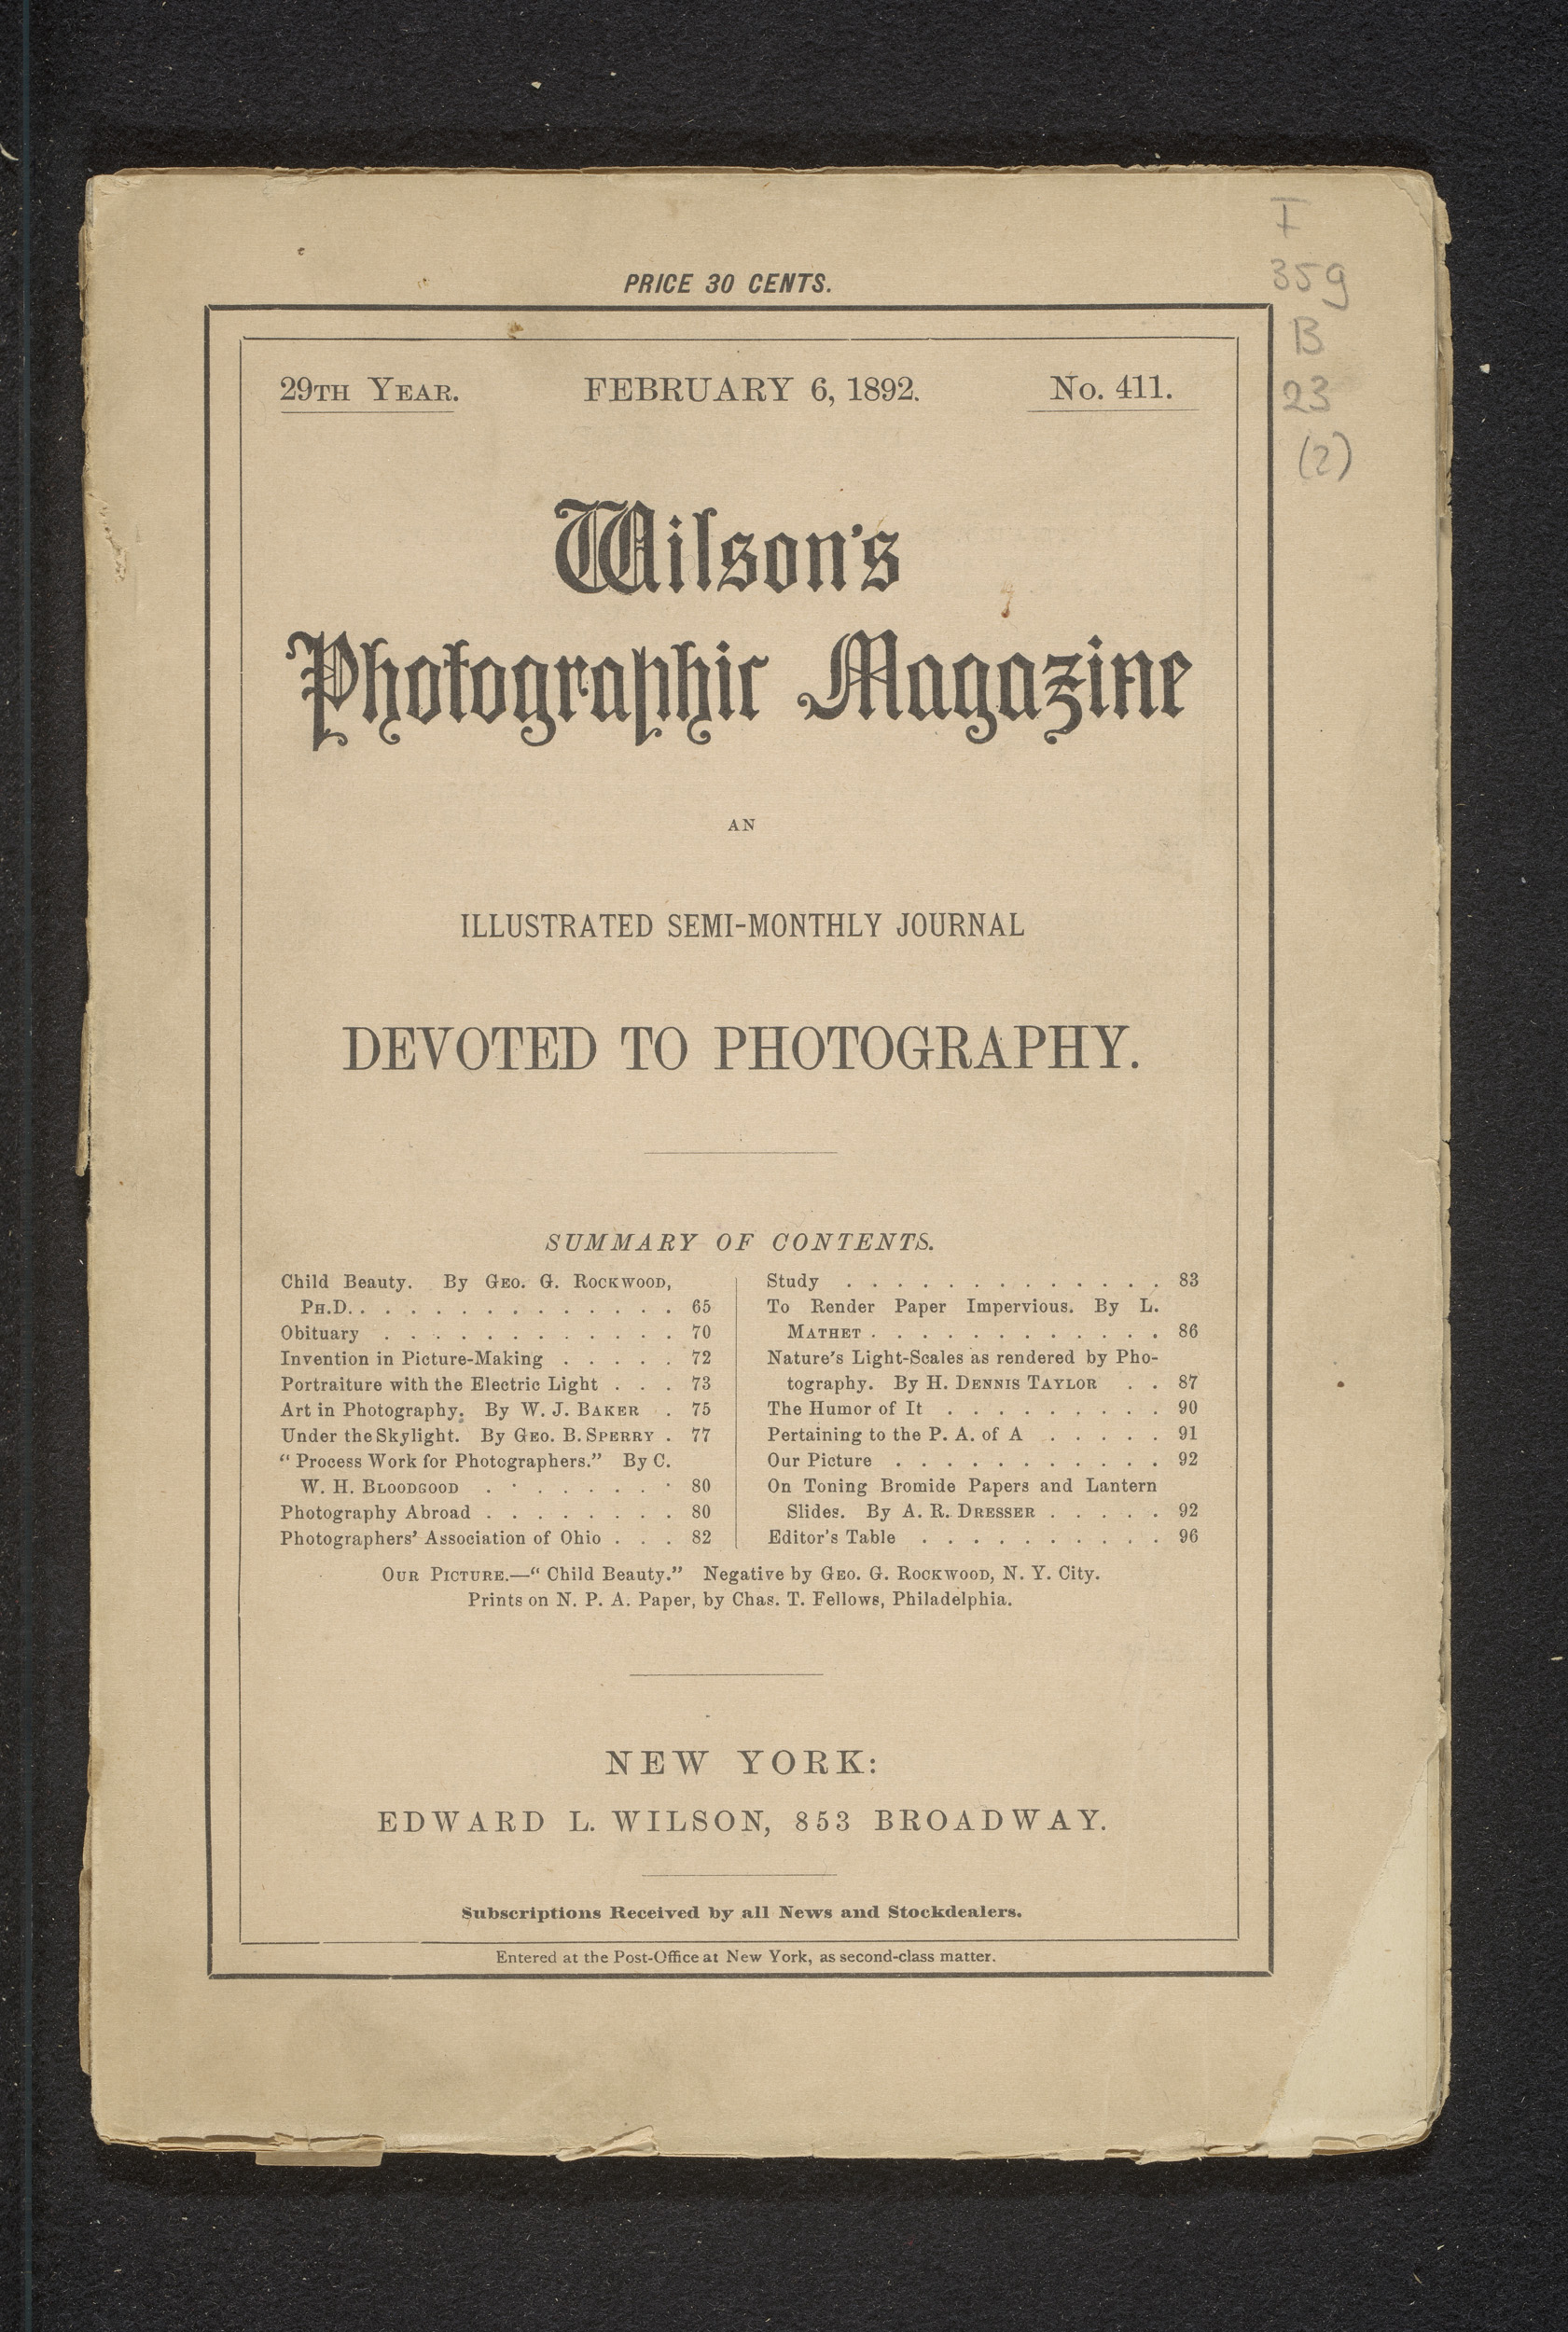 PRICE 30 CENTS.
T
359
B
23
(2)
29TH YEAR. FEBRUARY 6, 1892. No. 411.
Wilson's
Photographic Magazine
AN
ILLUSTRATED SEMI-MONTHLY JOURNAL
DEVOTED TO PHOTOGRAPHY.
SUMMARY OF CONTENTS.
Child Beauty. By GEO. G. ROCKWOOD,
PH.D. . . . . . . . . . . . . . 65
Obituary . . . . . . . . . . . . 70
Invention in Picture-Making . . . . . 72
Portraiture with the Electric Light . . . 73
Art in Photography. By W. J. BAKER . 75
Under the Skylight. By GEO. B. SPERRY . 77
“Process Work for Photographers.” By C.
W. H. BLOODGOOD . . . . . . . . 80
Photography Abroad . . . . . . . . 80
Photographers’ Association of Ohio . . . 82
Study . . . . . . . . . . . . . 83
To Render Paper Impervious. By L.
MATHET . . . . . . . . . . . . 86
Nature’s Light-Scales as rendered by Pho-
tography. By H. DENNIS TAYLOR . . 87
The Humor of It . . . . . . . . . 90
Pertaining to the P. A. of A . . . . . 91
Our Picture . . . . . . . . . . . 92
On Toning Bromide Papers and Lantern
Slides. By A. R. DRESSER . . . . . 92
Editor’s Table . . . . . . . . . . 96
OUR PICTURE.—“Child Beauty.” Negative by GEO. G. ROCKWOOD, N. Y. City.
Prints on N. P. A. Paper, by Chas. T. Fellows, Philadelphia.
NEW YORK:
EDWARD L. WILSON, 853 BROADWAY.
Subscriptions Received by all News and Stockdealers.
Entered at the Post-Office at New York, as second-class matter.